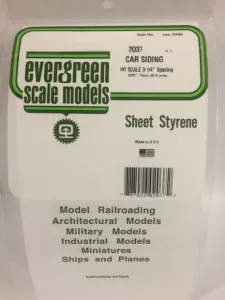 2037
CAR SIDING
HO SCALE 3-1/4" Spacing
evergreen
scale models
Sheet Styrene
Made in U S A
Model Railroading
Architectural Models
Military Models
Industrial Models
Miniatures
Ships and Planes